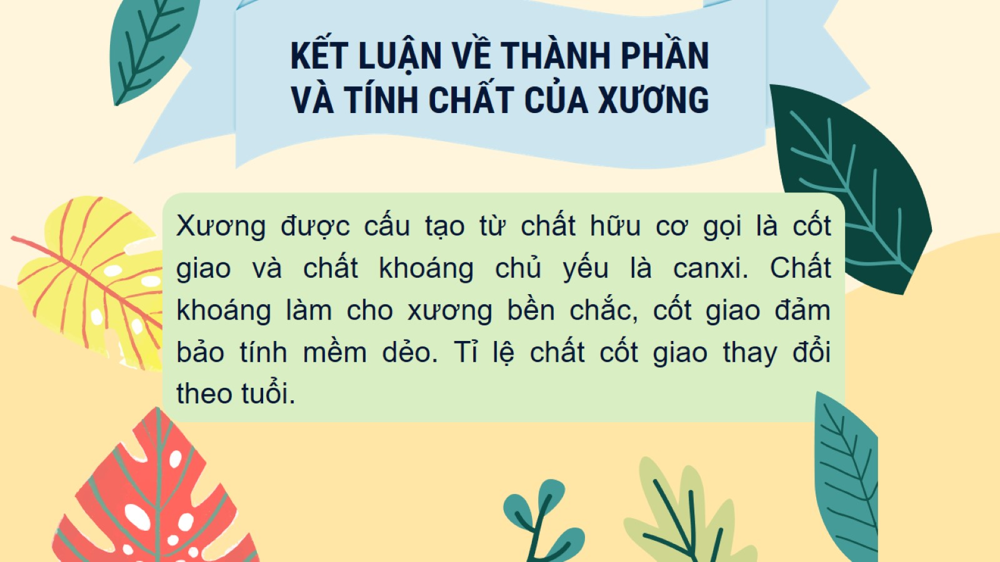 KẾT LUẬN VỀ THÀNH PHẦN
VÀ TÍNH CHẤT CỦA XƯƠNG
Xương được cấu tạo từ chất hữu cơ gọi là cốt
giao và chất khoáng chủ yếu là canxi. Chất
khoáng làm cho xương bền chắc, cốt giao đảm
bảo tính mềm dẻo. Tỉ lệ chất cốt giao thay đổi
theo tuổi.